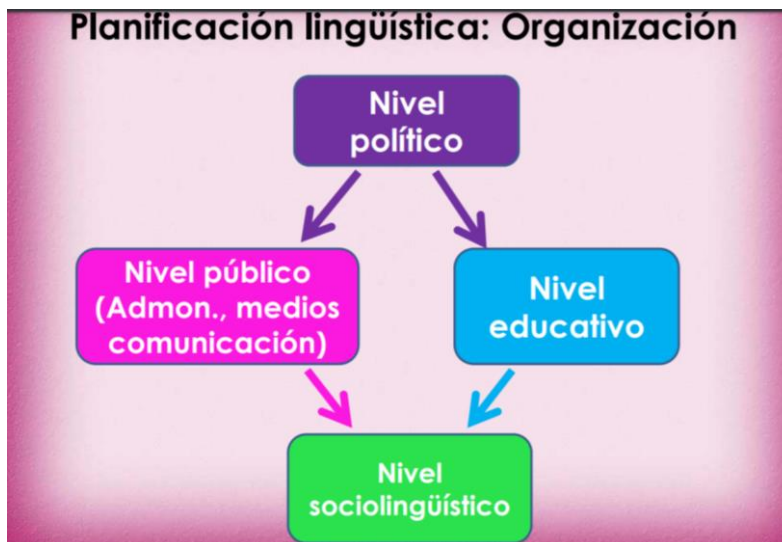 Planificación lingüística: Organización
Nivel
político
Nivel público
(Admon., medios
comunicación)
Nivel
educativo
Nivel
sociolingüístico